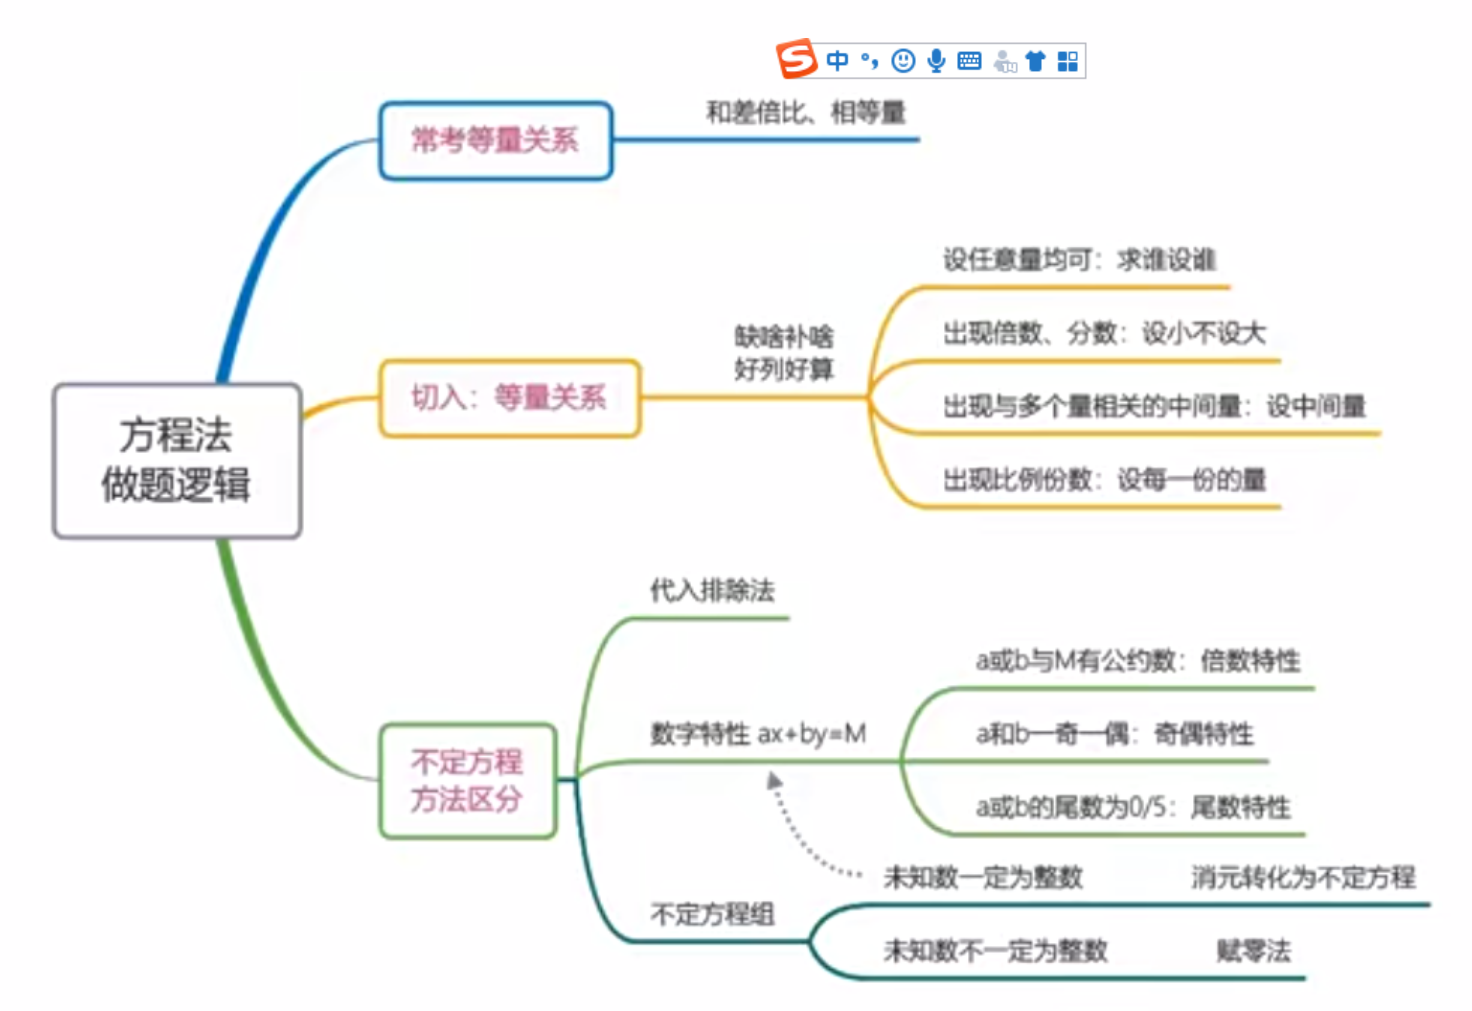 中
常考等量关系
和差倍比、相等量
方程法
做题逻辑
切入：等量关系
缺啥补啥
好列好算
设任意量均可：求谁设谁
出现倍数、分数：设小不设大
出现与多个量相关的中间量：设中间量
出现比例份数：设每一份的量
不定方程
方法区分
代入排除法
数字特性 ax+by=M
a或b与M有公约数：倍数特性
a和b一奇一偶：奇偶特性
a或b的尾数为0/5：尾数特性
不定方程组
未知数一定为整数 消元转化为不定方程
未知数不一定为整数 赋零法